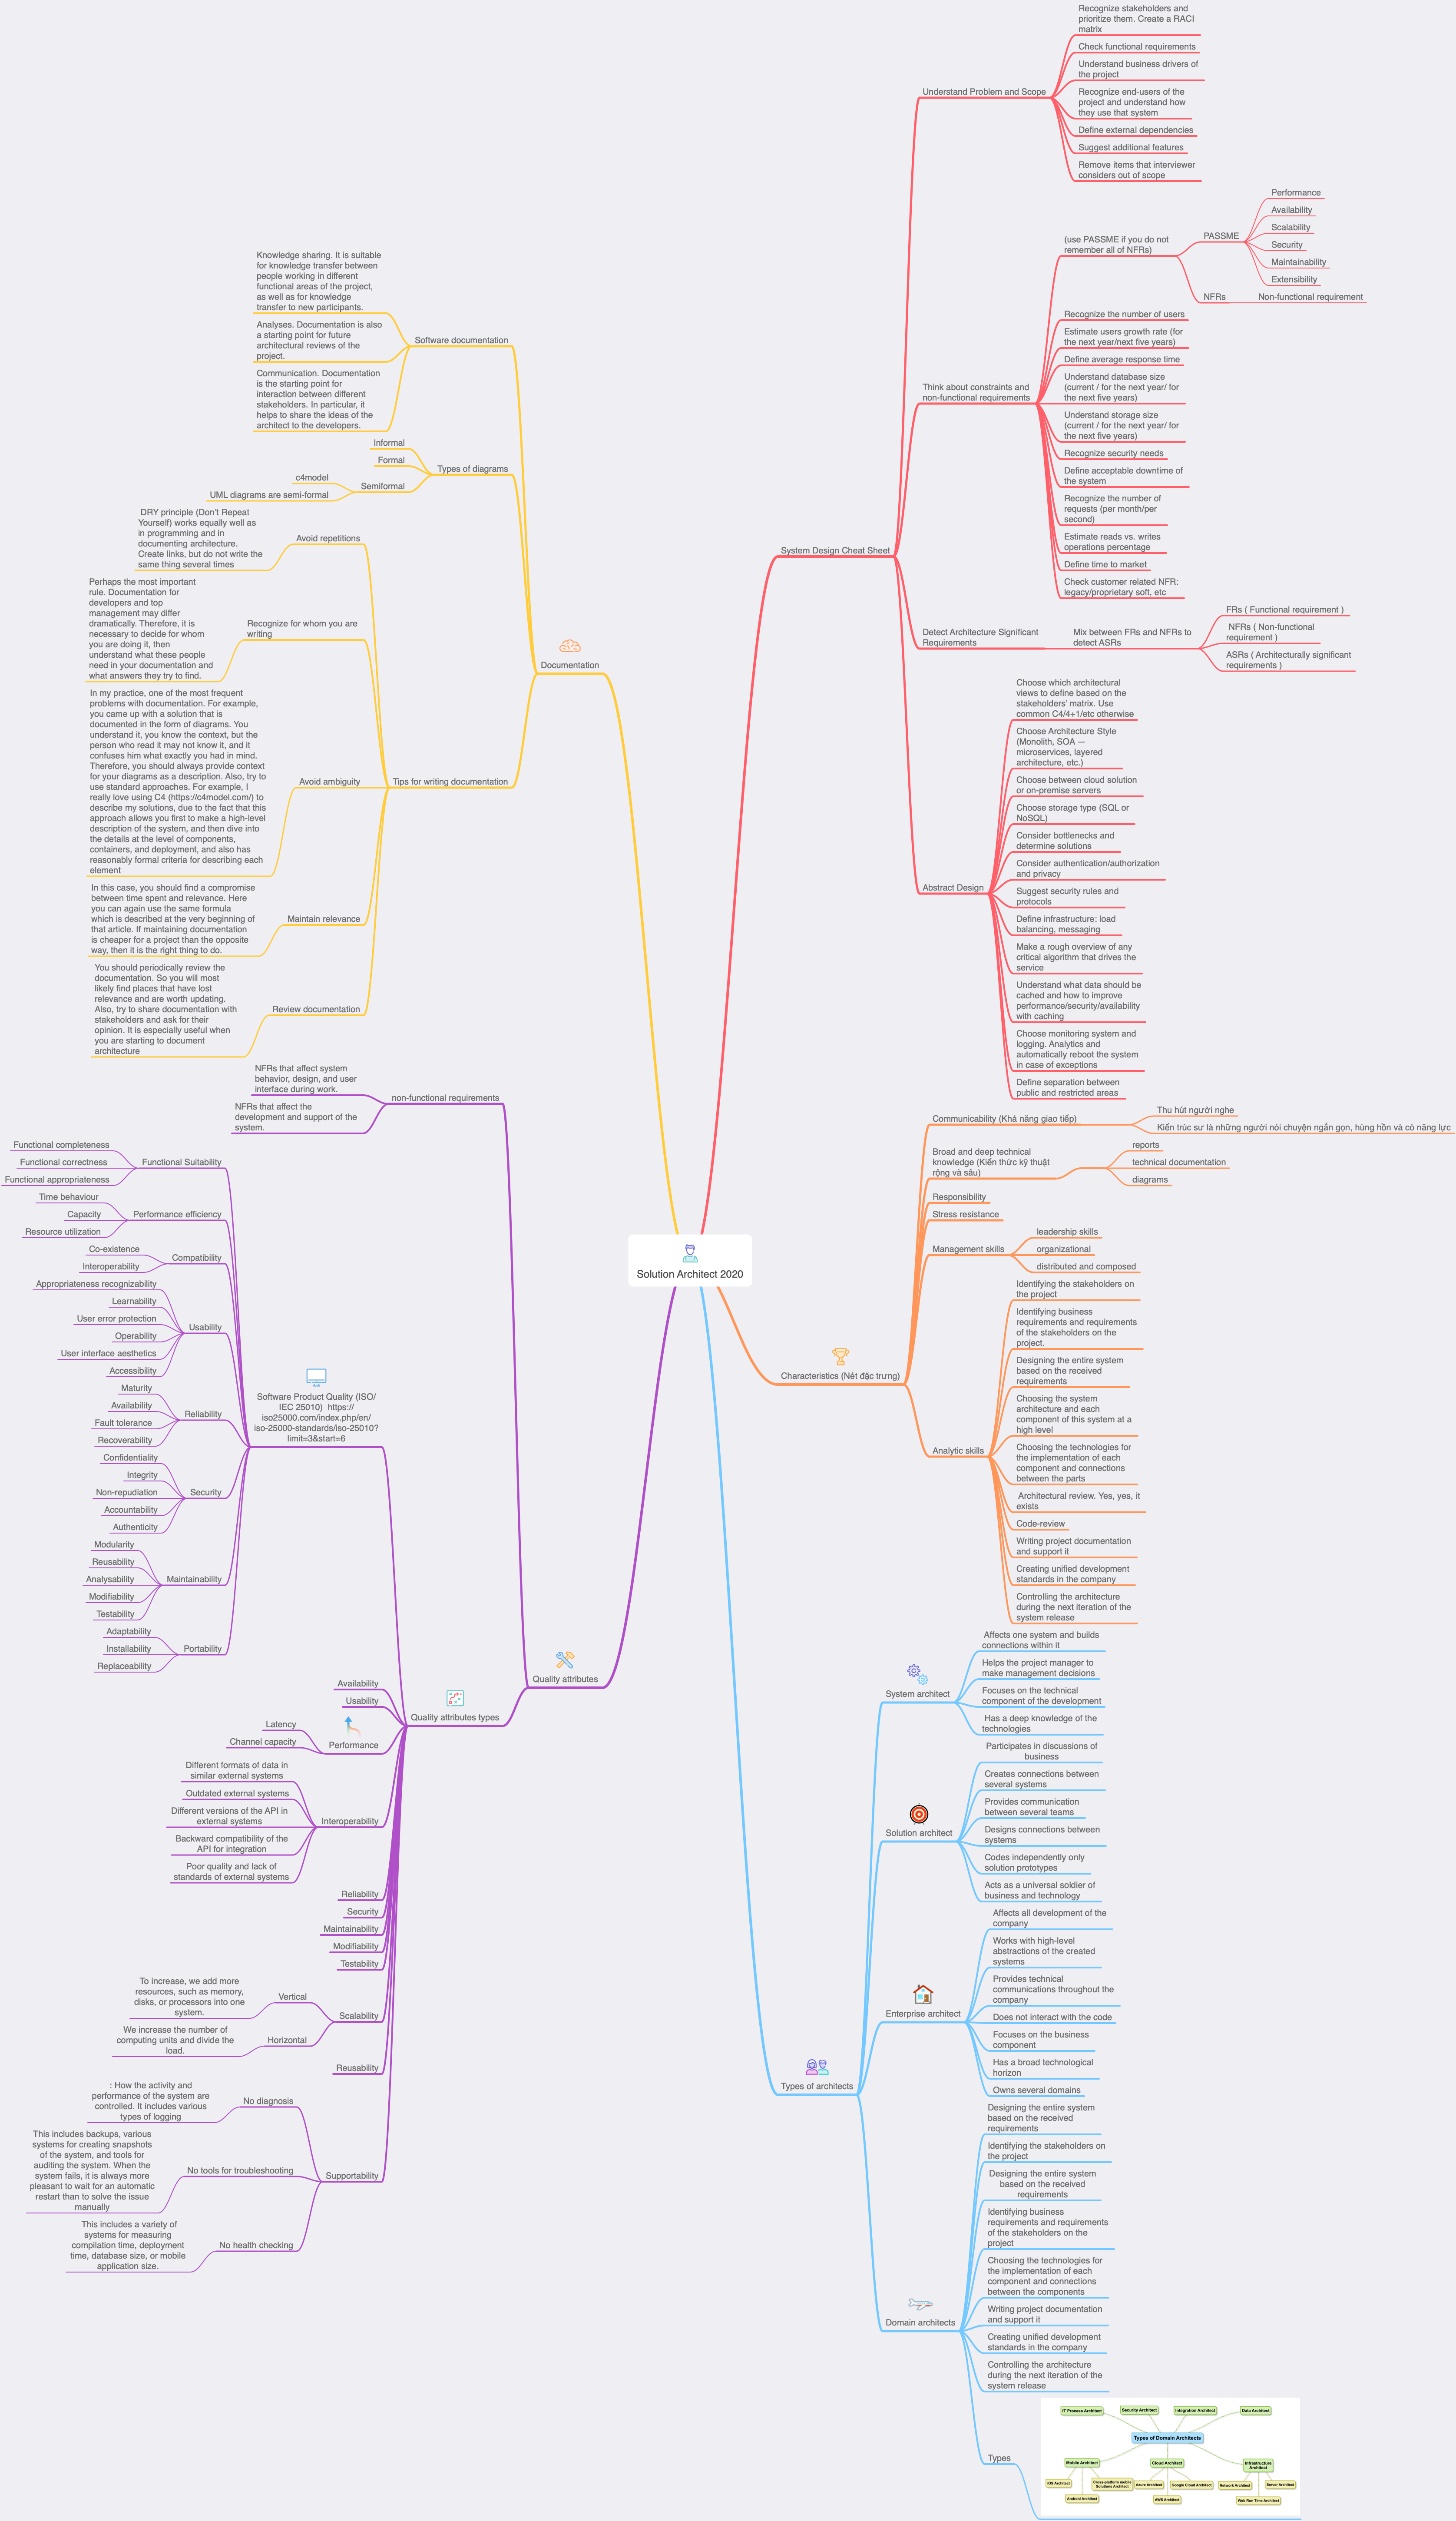 Solution Architect 2020
System Design Cheat Sheet
Understand Problem and Scope
Recognize stakeholders and
prioritize them. Create a RACI
matrix
Check functional requirements
Understand business drivers of
the project
Recognize end-users of the
project and understand how
they use that system
Define external dependencies
Suggest additional features
Remove items that interviewer
considers out of scope
Think about constraints and
non-functional requirements
(use PASSME if you do not
remember all of NFRs)
PASSME
Performance
Availability
Scalability
Security
Maintainability
Extensibility
NFRs
Non-functional requirement
Recognize the number of users
Estimate users growth rate (for
the next year/next five years)
Define average response time
Understand database size
(current / for the next year/ for
the next five years)
Understand storage size
(current / for the next year/ for
the next five years)
Recognize security needs
Define acceptable downtime of
the system
Recognize the number of
requests (per month/per
second)
Estimate reads vs. writes
operations percentage
Define time to market
Check customer related NFR:
legacy/proprietary soft, etc
Detect Architecture Significant
Requirements
Mix between FRs and NFRs to
detect ASRs
FRs ( Functional requirement )
NFRs ( Non-functional
requirement )
ASRs ( Architecturally significant
requirements )
Abstract Design
Choose which architectural
views to define based on the
stakeholders' matrix. Use
common C4/4+1/etc otherwise
Choose Architecture Style
(Monolith, SOA —
microservices, layered
architecture, etc.)
Choose between cloud solution
or on-premise servers
Choose storage type (SQL or
NoSQL)
Consider bottlenecks and
determine solutions
Consider authentication/authorization
and privacy
Suggest security rules and
protocols
Define infrastructure: load
balancing, messaging
Make a rough overview of any
critical algorithm that drives the
service
Understand what data should be
cached and how to improve
performance/security/availability
with caching
Choose monitoring system and
logging. Analytics and
automatically reboot the system
in case of exceptions
Define separation between
public and restricted areas
Characteristics (Nét đặc trưng)
Communicability (Khả năng giao tiếp)
Thu hút người nghe
Kiến trúc sư là những người nói chuyện ngắn gọn, hùng hồn và có năng lực
Broad and deep technical
knowledge (Kiến thức kỹ thuật
rộng và sâu)
reports
technical documentation
diagrams
Responsibility
Stress resistance
Management skills
leadership skills
organizational
distributed and composed
Analytic skills
Identifying the stakeholders on
the project
Identifying business
requirements and requirements
of the stakeholders on the
project.
Designing the entire system
based on the received
requirements
Choosing the system
architecture and each
component of this system at a
high level
Choosing the technologies for
the implementation of each
component and connections
between the parts
Architectural review. Yes, yes, it
exists
Code-review
Writing project documentation
and support it
Creating unified development
standards in the company
Controlling the architecture
during the next iteration of the
system release
Types of architects
System architect
Affects one system and builds
connections within it
Helps the project manager to
make management decisions
Focuses on the technical
component of the development
Has a deep knowledge of the
technologies
Solution architect
Participates in discussions of
business
Creates connections between
several systems
Provides communication
between several teams
Designs connections between
systems
Codes independently only
solution prototypes
Acts as a universal soldier of
business and technology
Enterprise architect
Affects all development of the
company
Works with high-level
abstractions of the created
systems
Provides technical
communications throughout the
company
Does not interact with the code
Focuses on the business
component
Has a broad technological
horizon
Owns several domains
Domain architects
Designing the entire system
based on the received
requirements
Identifying the stakeholders on
the project
Designing the entire system
based on the received
requirements
Identifying business
requirements and requirements
of the stakeholders on the
project
Choosing the technologies for
the implementation of each
component and connections
between the components
Writing project documentation
and support it
Creating unified development
standards in the company
Controlling the architecture
during the next iteration of the
system release
Types
IT Process Architect
Security Architect
Integration Architect
Data Architect
Types of Domain Architects
Mobile Architect
Cloud Architect
Infrastructure
Architect
iOS Architect
Cross-platform mobile
Solutions Architect
Android Architect
Azure Architect
Google Cloud Architect
AWS Architect
Network Architect
Server Architect
Web Run Time Architect
Documentation
Software documentation
Knowledge sharing. It is suitable
for knowledge transfer between
people working in different
functional areas of the project,
as well as for knowledge
transfer to new participants.
Analyses. Documentation is also
a starting point for future
architectural reviews of the
project.
Communication. Documentation
is the starting point for
interaction between different
stakeholders. In particular, it
helps to share the ideas of the
architect to the developers.
Types of diagrams
Informal
Formal
Semiformal
c4model
UML diagrams are semi-formal
Tips for writing documentation
Avoid repetitions
DRY principle (Don't Repeat
Yourself) works equally well as
in programming and in
documenting architecture.
Create links, but do not write the
same thing several times
Recognize for whom you are
writing
Perhaps the most important
rule. Documentation for
developers and top
management may differ
dramatically. Therefore, it is
necessary to decide for whom
you are doing it, then
understand what these people
need in your documentation and
what answers they try to find.
Avoid ambiguity
In my practice, one of the most frequent
problems with documentation. For example,
you came up with a solution that is
documented in the form of diagrams. You
understand it, you know the context, but the
person who read it may not know it, and it
confuses him what exactly you had in mind.
Therefore, you should always provide context
for your diagrams as a description. Also, try to
use standard approaches. For example, I
really love using C4 (https://c4model.com/) to
describe my solutions, due to the fact that this
approach allows you first to make a high-level
description of the system, and then dive into
the details at the level of components,
containers, and deployment, and also has
reasonably formal criteria for describing each
element
Maintain relevance
In this case, you should find a compromise
between time spent and relevance. Here
you can again use the same formula
which is described at the very beginning of
that article. If maintaining documentation
is cheaper for a project than the opposite
way, then it is the right thing to do.
Review documentation
You should periodically review the
documentation. So you will most
likely find places that have lost
relevance and are worth updating.
Also, try to share documentation with
stakeholders and ask for their
opinion. It is especially useful when
you are starting to document
architecture
Quality attributes
non-functional requirements
NFRs that affect system
behavior, design, and user
interface during work.
NFRs that affect the
development and support of the
system.
Quality attributes types
Software Product Quality (ISO/
IEC 25010)  https://
iso25000.com/index.php/en/
iso-25000-standards/iso-25010?
limit=3&start=6
Functional Suitability
Functional completeness
Functional correctness
Functional appropriateness
Performance efficiency
Time behaviour
Capacity
Resource utilization
Compatibility
Co-existence
Interoperability
Usability
Appropriateness recognizability
Learnability
User error protection
Operability
User interface aesthetics
Accessibility
Reliability
Maturity
Availability
Fault tolerance
Recoverability
Security
Confidentiality
Integrity
Non-repudiation
Accountability
Authenticity
Maintainability
Modularity
Reusability
Analysability
Modifiability
Testability
Portability
Adaptability
Installability
Replaceability
Availability
Usability
Performance
Latency
Channel capacity
Interoperability
Different formats of data in
similar external systems
Outdated external systems
Different versions of the API in
external systems
Backward compatibility of the
API for integration
Poor quality and lack of
standards of external systems
Reliability
Security
Maintainability
Modifiability
Testability
Scalability
Vertical
To increase, we add more
resources, such as memory,
disks, or processors into one
system.
Horizontal
We increase the number of
computing units and divide the
load.
Reusability
Supportability
No diagnosis
: How the activity and
performance of the system are
controlled. It includes various
types of logging
No tools for troubleshooting
This includes backups, various
systems for creating snapshots
of the system, and tools for
auditing the system. When the
system fails, it is always more
pleasant to wait for an automatic
restart than to solve the issue
manually
No health checking
This includes a variety of
systems for measuring
compilation time, deployment
time, database size, or mobile
application size.